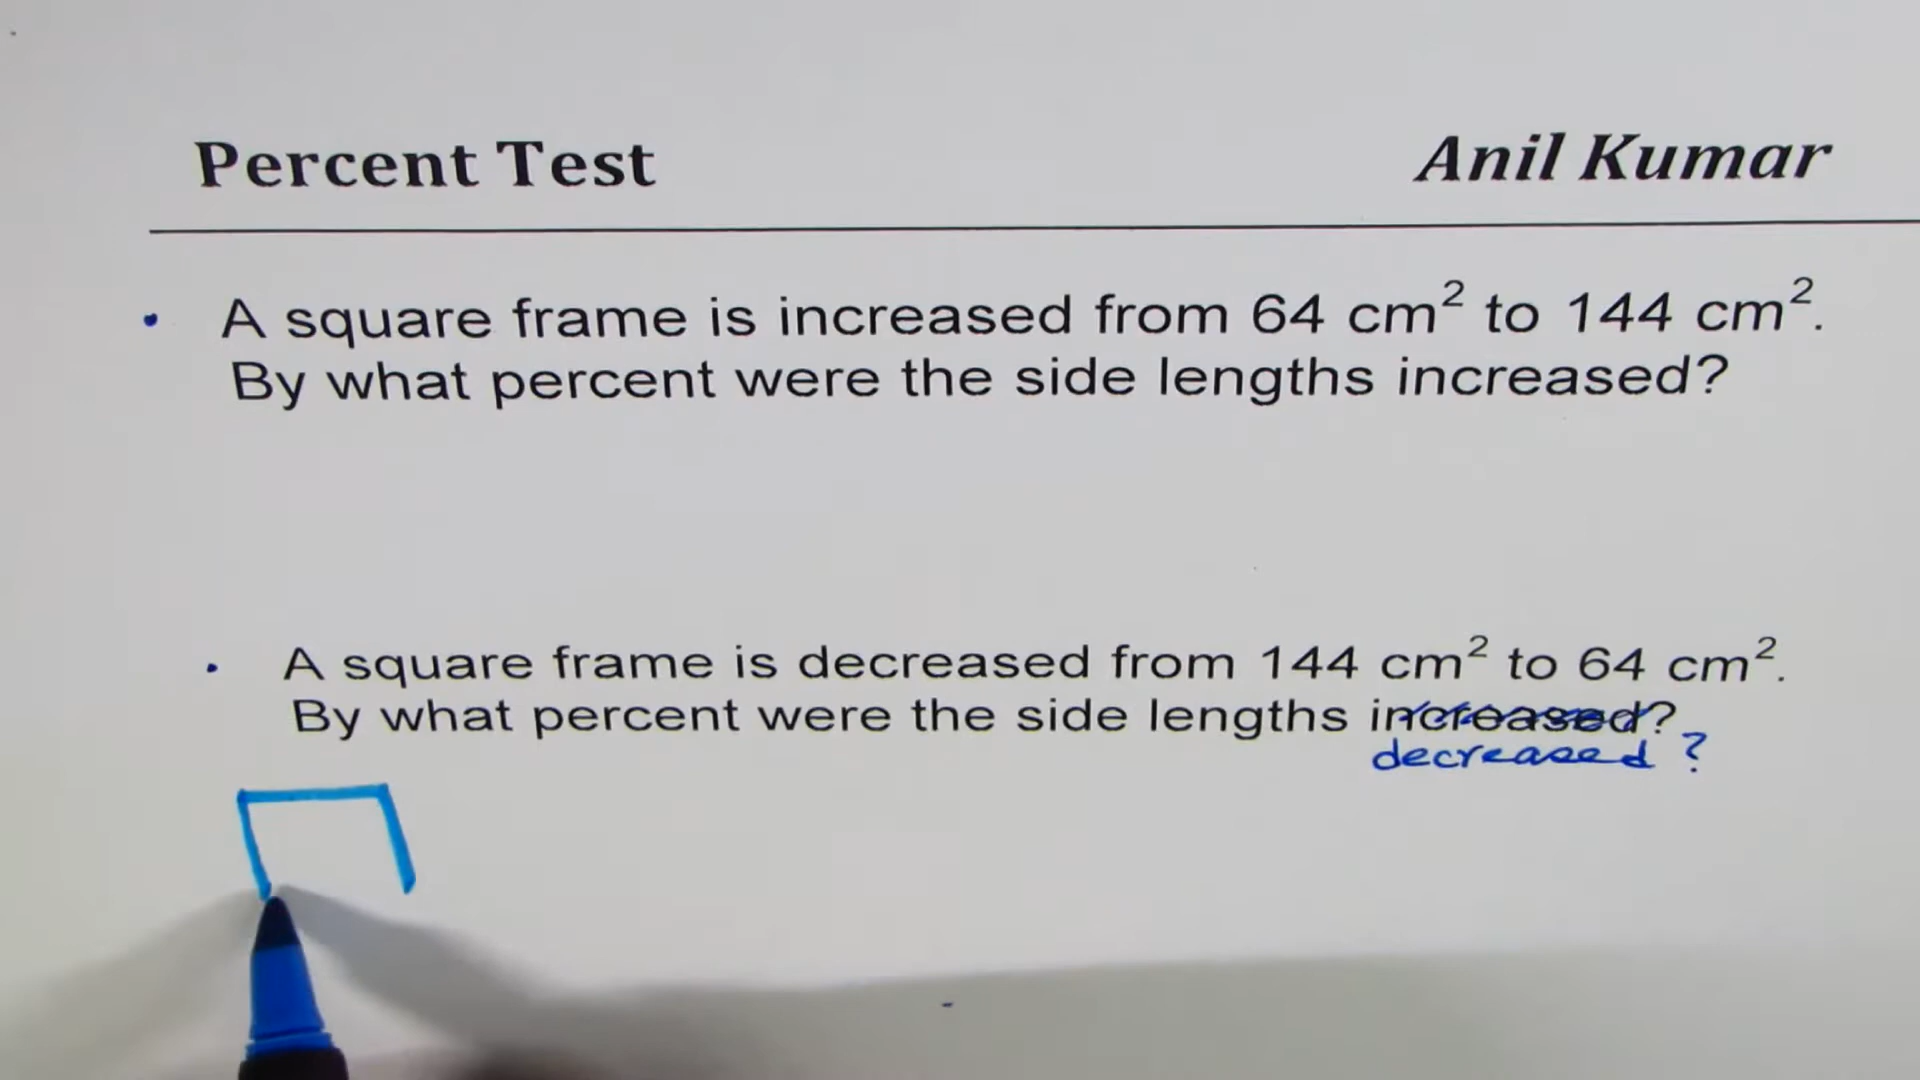 Percent Test Anil Kumar
• A square frame is increased from 64 cm² to 144 cm².
By what percent were the side lengths increased?
• A square frame is decreased from 144 cm² to 64 cm².
By what percent were the side lengths increased?
decreased ?